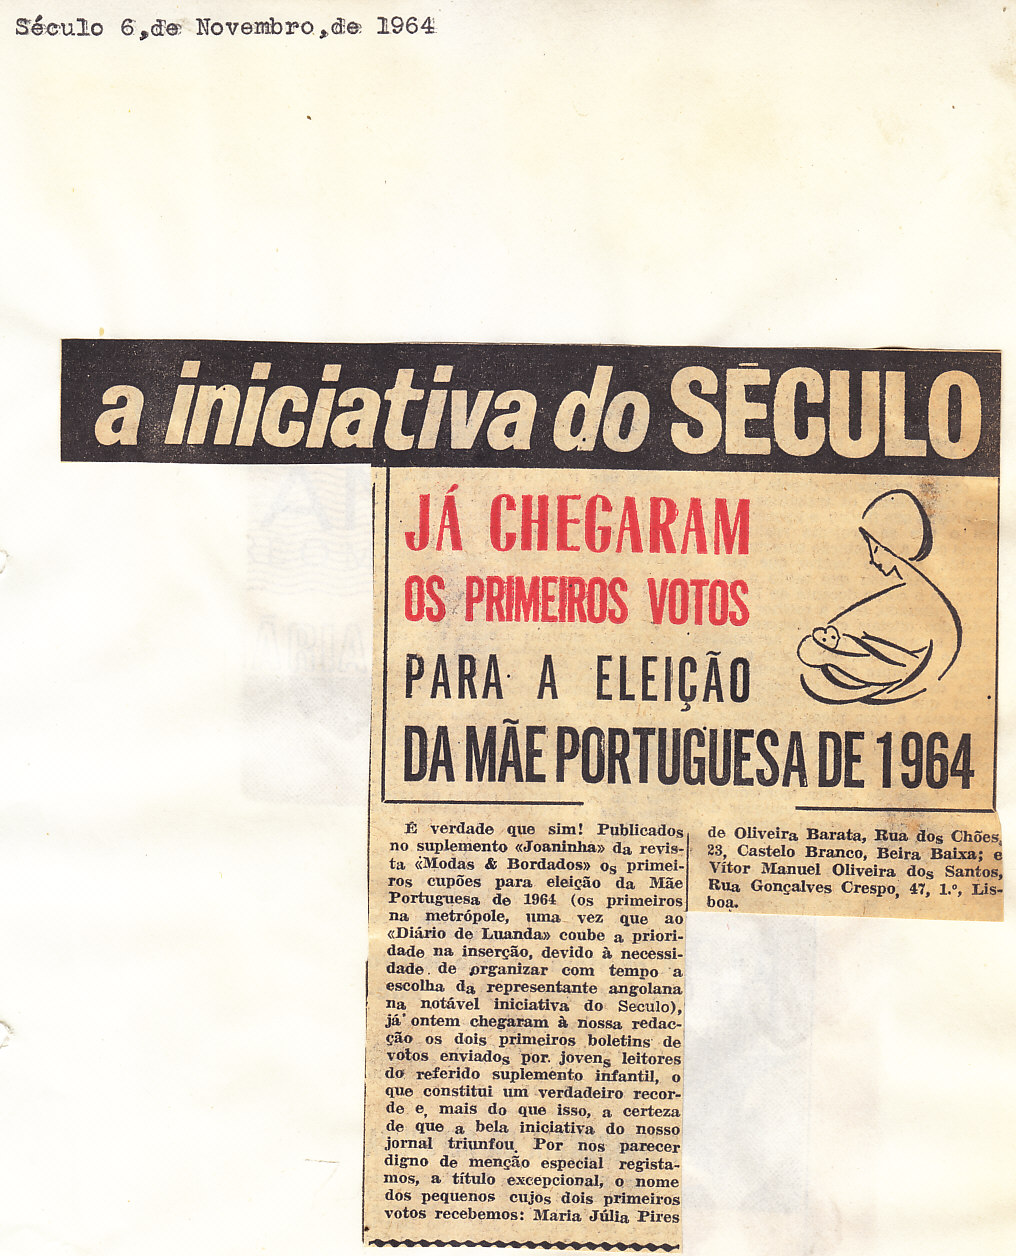 Século 6,de Novembro,de 1964
a iniciativa do SÉCULO
JÁ CHEGARAM
OS PRIMEIROS VOTOS
PARA A ELEIÇÃO
DA MÃE PORTUGUESA DE 1964
É verdade que sim! Publicados
no suplemento «Joaninha» da revis-
ta «Modas & Bordados» os primei-
ros cupões para eleição da Mãe
Portuguesa de 1964 (os primeiros
na metrópole, uma vez que ao
«Diário de Luanda» coube a priori-
dade na inserção, devido à necessi-
dade de organizar com tempo a
escolha da representante angolana
na notável iniciativa do Seculo),
já ontem chegaram à nossa redac-
ção os dois primeiros boletins de
votos enviados por jovens leitores
do referido suplemento infantil, o
que constitui um verdadeiro recor-
de e, mais do que isso, a certeza
de que a bela iniciativa do nosso
jornal triunfou. Por nos parecer
digno de menção especial regista-
mos, a título excepcional, o nome
dos pequenos cujos dois primeiros
votos recebemos: Maria Júlia Pires
de Oliveira Barata, Rua dos Chões,
23, Castelo Branco, Beira Baixa; e
Vítor Manuel Oliveira dos Santos,
Rua Gonçalves Crespo, 47, 1.º, Lis-
boa.